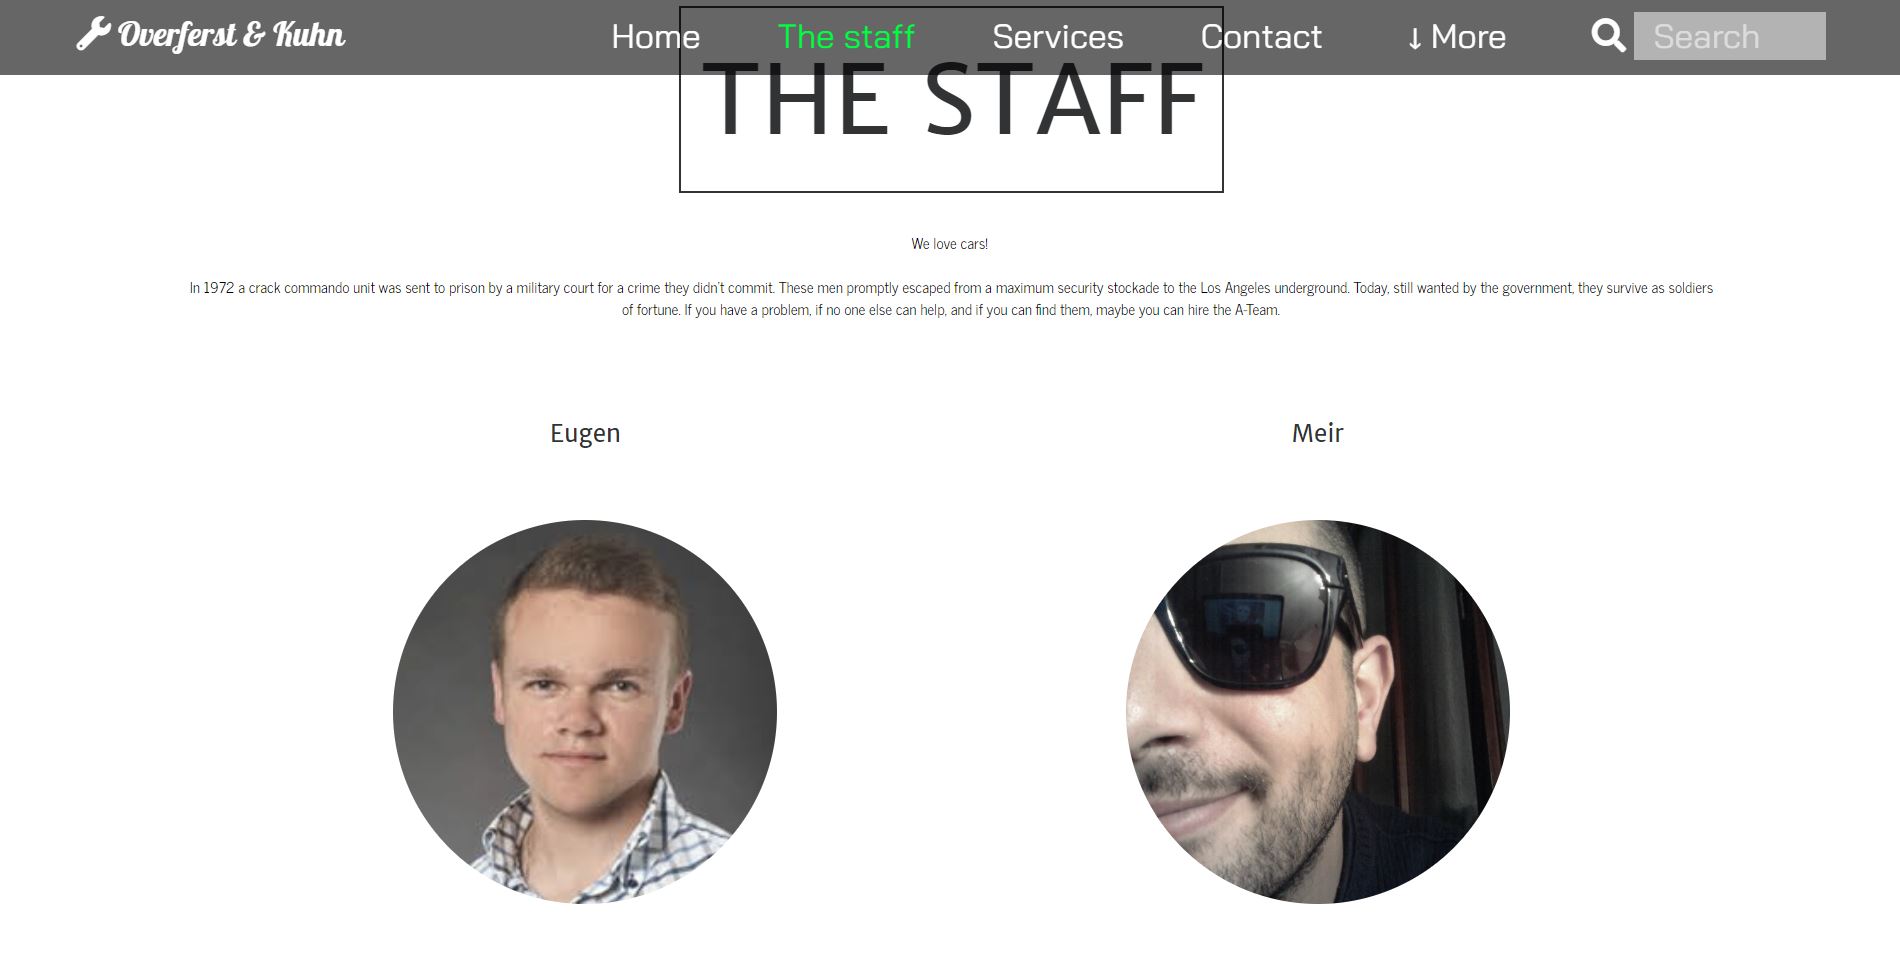 Overferst & Kuhn
Home
The staff
Services
Contact
↓ More
Search
THE STAFF
We love cars!
In 1972 a crack commando unit was sent to prison by a military court for a crime they didn't commit. These men promptly escaped from a maximum security stockade to the Los Angeles underground. Today, still wanted by the government, they survive as soldiers
of fortune. If you have a problem, if no one else can help, and if you can find them, maybe you can hire the A-Team.
Eugen
Meir